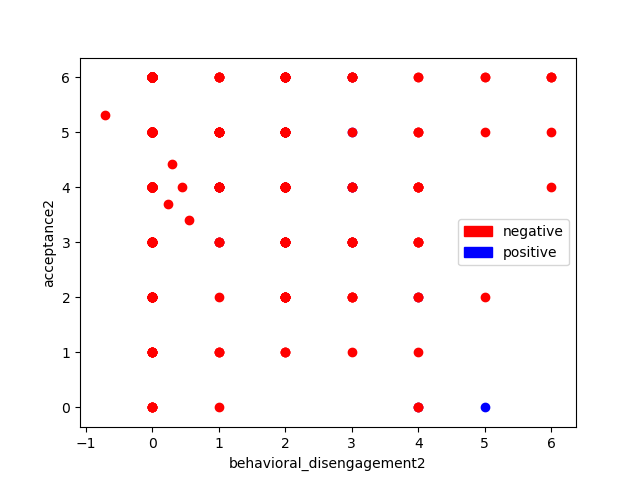 6
5
4
3
2
1
0
acceptance2
negative
positive
−1 0 1 2 3 4 5 6
behavioral_disengagement2